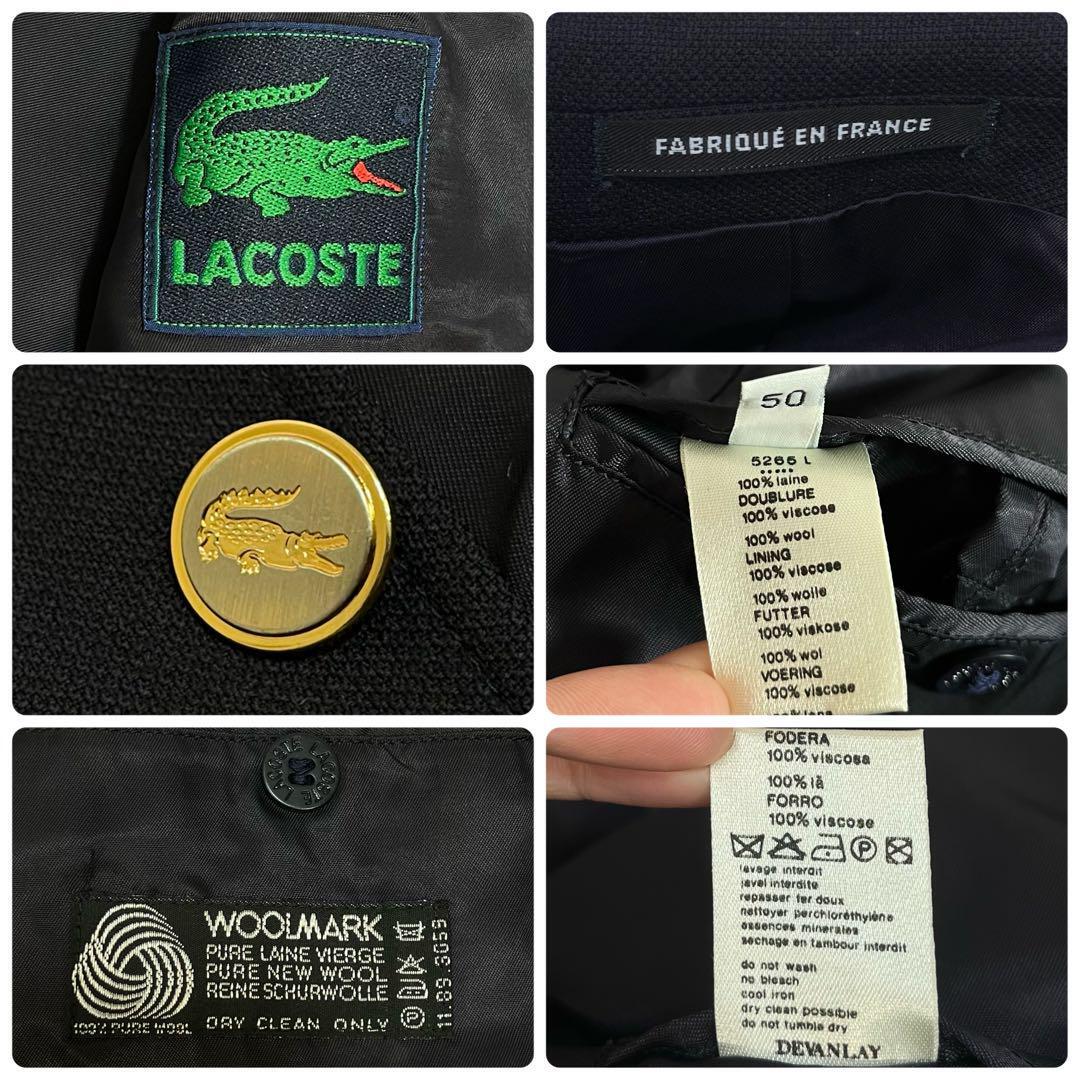 LACOSTE
FABRIQUÉ EN FRANCE
50
5265 L
100% laine
DOUBLURE
100% viscose
100% wool
LINING
100% viscose
100% wolle
FUTTER
100% viskose
100% wol
VOERING
100% viscose
LACOSTE LACOSTE
WOOLMARK
PURE LAINE VIERGE
PURE NEW WOOL
REINE SCHURWOLLE
DRY CLEAN ONLY
100% PURE WOOL
P
11.89 3059
FODERA
100% viscosa
100% lã
FORRO
100% viscose
P
lavage interdit
javel interdite
repasser fer doux
nettoyer perchloréthylène
essences minerales
sechage en tambour interdit
do not wash
no bleach
cool iron
dry clean possible
do not tumble dry
DEVANLAY